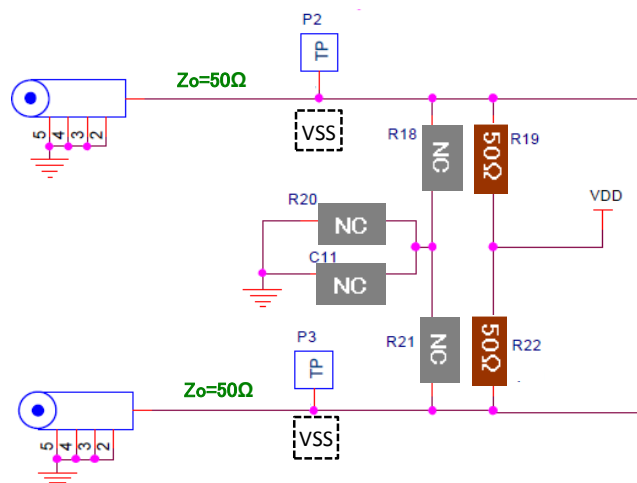 P2
TP
Zo=50Ω
5
4
3
2
VSS
R18
NC
R19
50Ω
R20
NC
VDD
C11
NC
P3
TP
R21
NC
50Ω
R22
Zo=50Ω
5
4
3
2
VSS